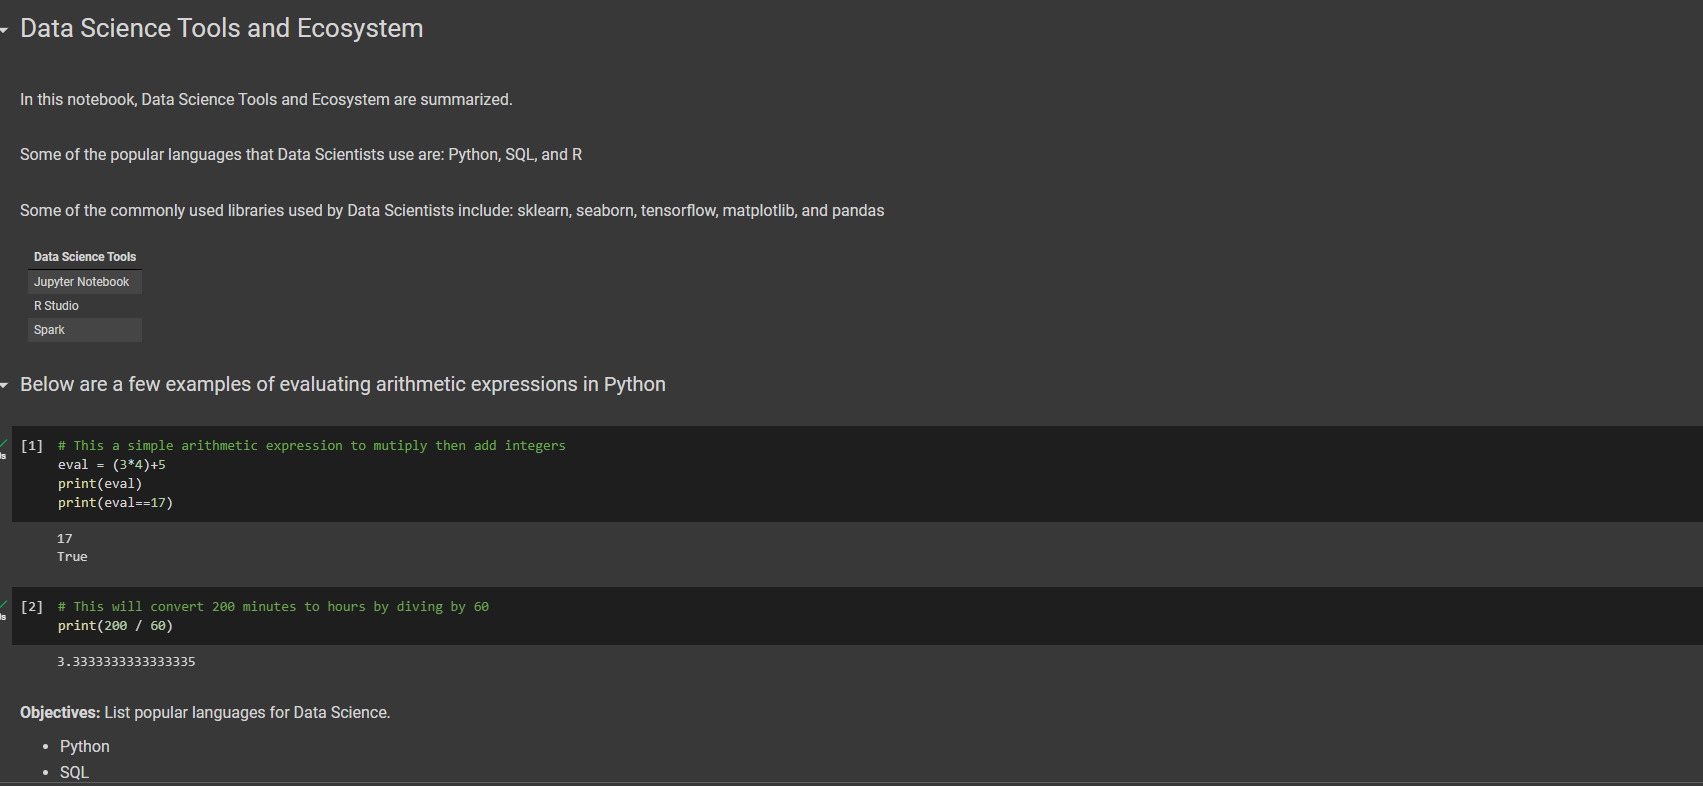 Data Science Tools and Ecosystem
In this notebook, Data Science Tools and Ecosystem are summarized.
Some of the popular languages that Data Scientists use are: Python, SQL, and R
Some of the commonly used libraries used by Data Scientists include: sklearn, seaborn, tensorflow, matplotlib, and pandas
Data Science Tools
Jupyter Notebook
R Studio
Spark
Below are a few examples of evaluating arithmetic expressions in Python
[1] # This a simple arithmetic expression to mutiply then add integers
eval = (3*4)+5
print(eval)
print(eval==17)
17
True
[2] # This will convert 200 minutes to hours by diving by 60
print(200 / 60)
3.3333333333333335
Objectives: List popular languages for Data Science.
• Python
• SQL